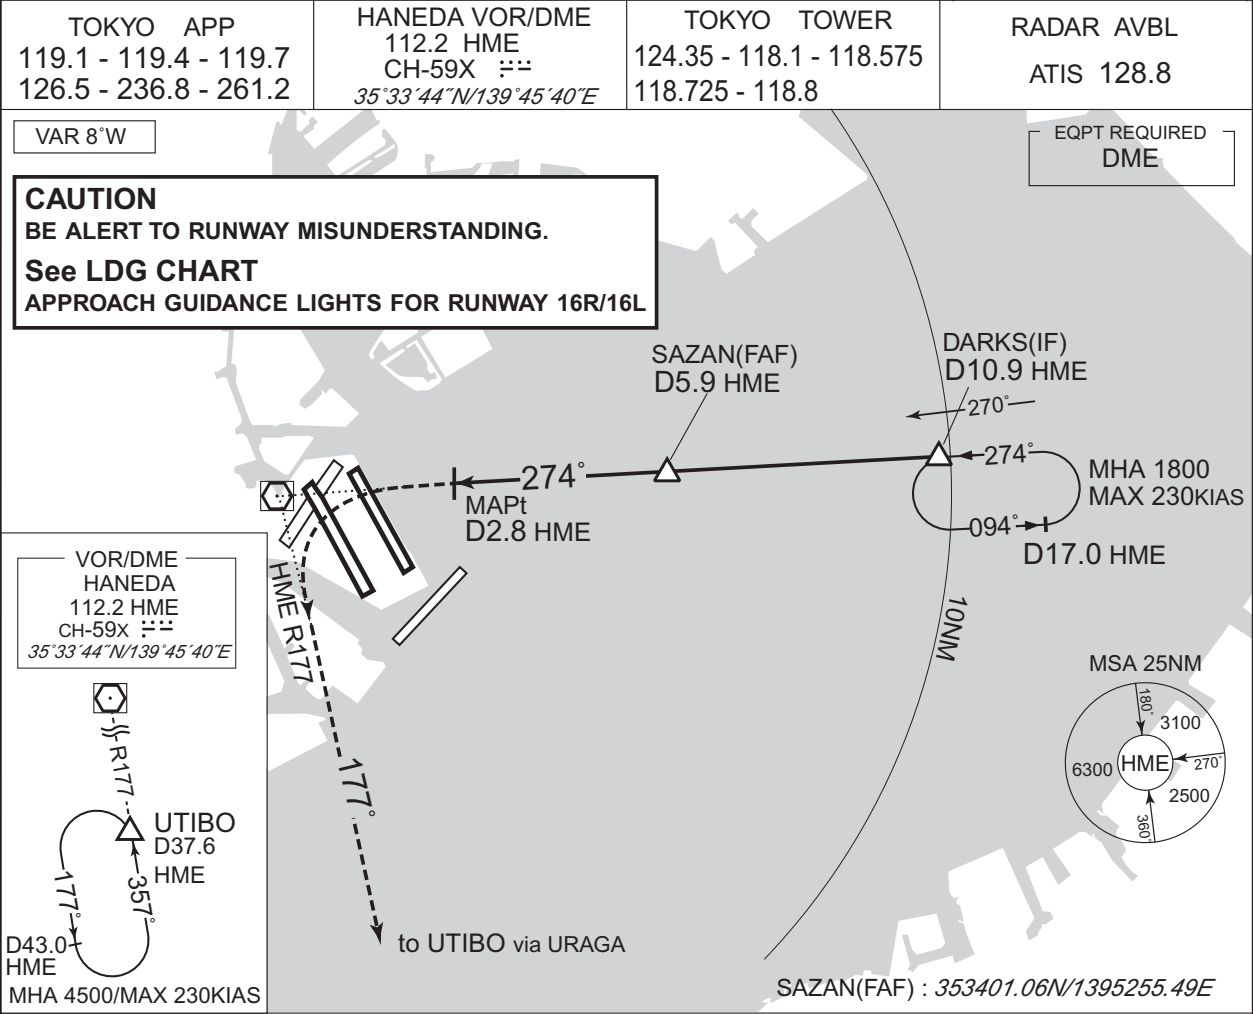 TOKYO APP
119.1 - 119.4 - 119.7
126.5 - 236.8 - 261.2
HANEDA VOR/DME
112.2 HME
CH-59X
35°33´44˝N/139°45´40˝E
TOKYO TOWER
124.35 - 118.1 - 118.575
118.725 - 118.8
RADAR AVBL
ATIS 128.8
VAR 8°W
EQPT REQUIRED
DME
CAUTION
BE ALERT TO RUNWAY MISUNDERSTANDING.
See LDG CHART
APPROACH GUIDANCE LIGHTS FOR RUNWAY 16R/16L
SAZAN(FAF)
D5.9 HME
DARKS(IF)
D10.9 HME
270°
274°
274°
MHA 1800
MAX 230KIAS
094°
D17.0 HME
MAPt
D2.8 HME
HME R177
177°
10NM
to UTIBO via URAGA
VOR/DME
HANEDA
112.2 HME
CH-59X
35°33´44˝N/139°45´40˝E
R177
UTIBO
D37.6
HME
177°
357°
D43.0
HME
MHA 4500/MAX 230KIAS
MSA 25NM
180°
3100
6300
HME
270°
2500
360°
SAZAN(FAF) : 353401.06N/1395255.49E